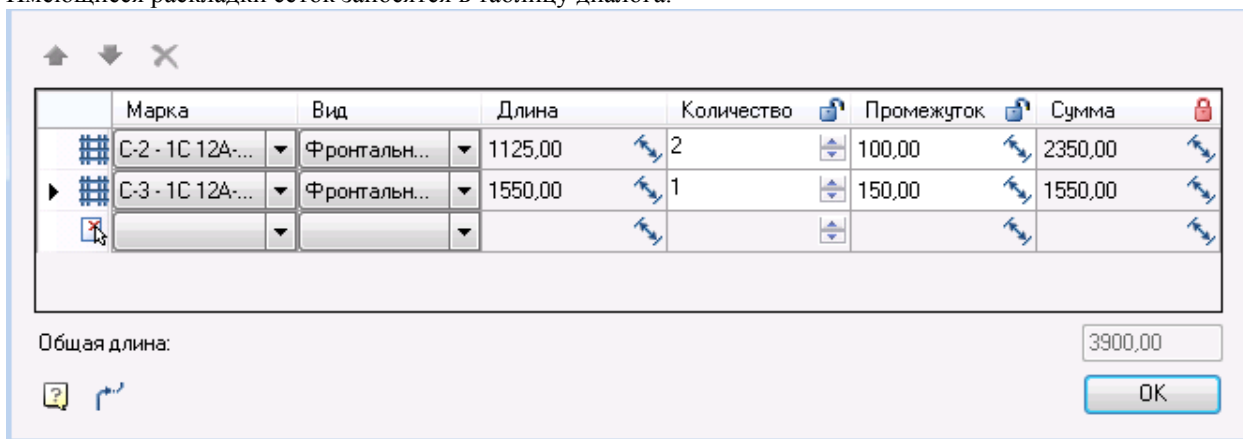 Имеющиеся раскладки сеток заносятся в таблицу диалога.
Марка Вид Длина Количество Промежуток Сумма
С-2 - 1С 12А-... Фронтальн... 1125,00 2 100,00 2350,00
С-3 - 1С 12А-... Фронтальн... 1550,00 1 150,00 1550,00
Общая длина: 3900,00
OK